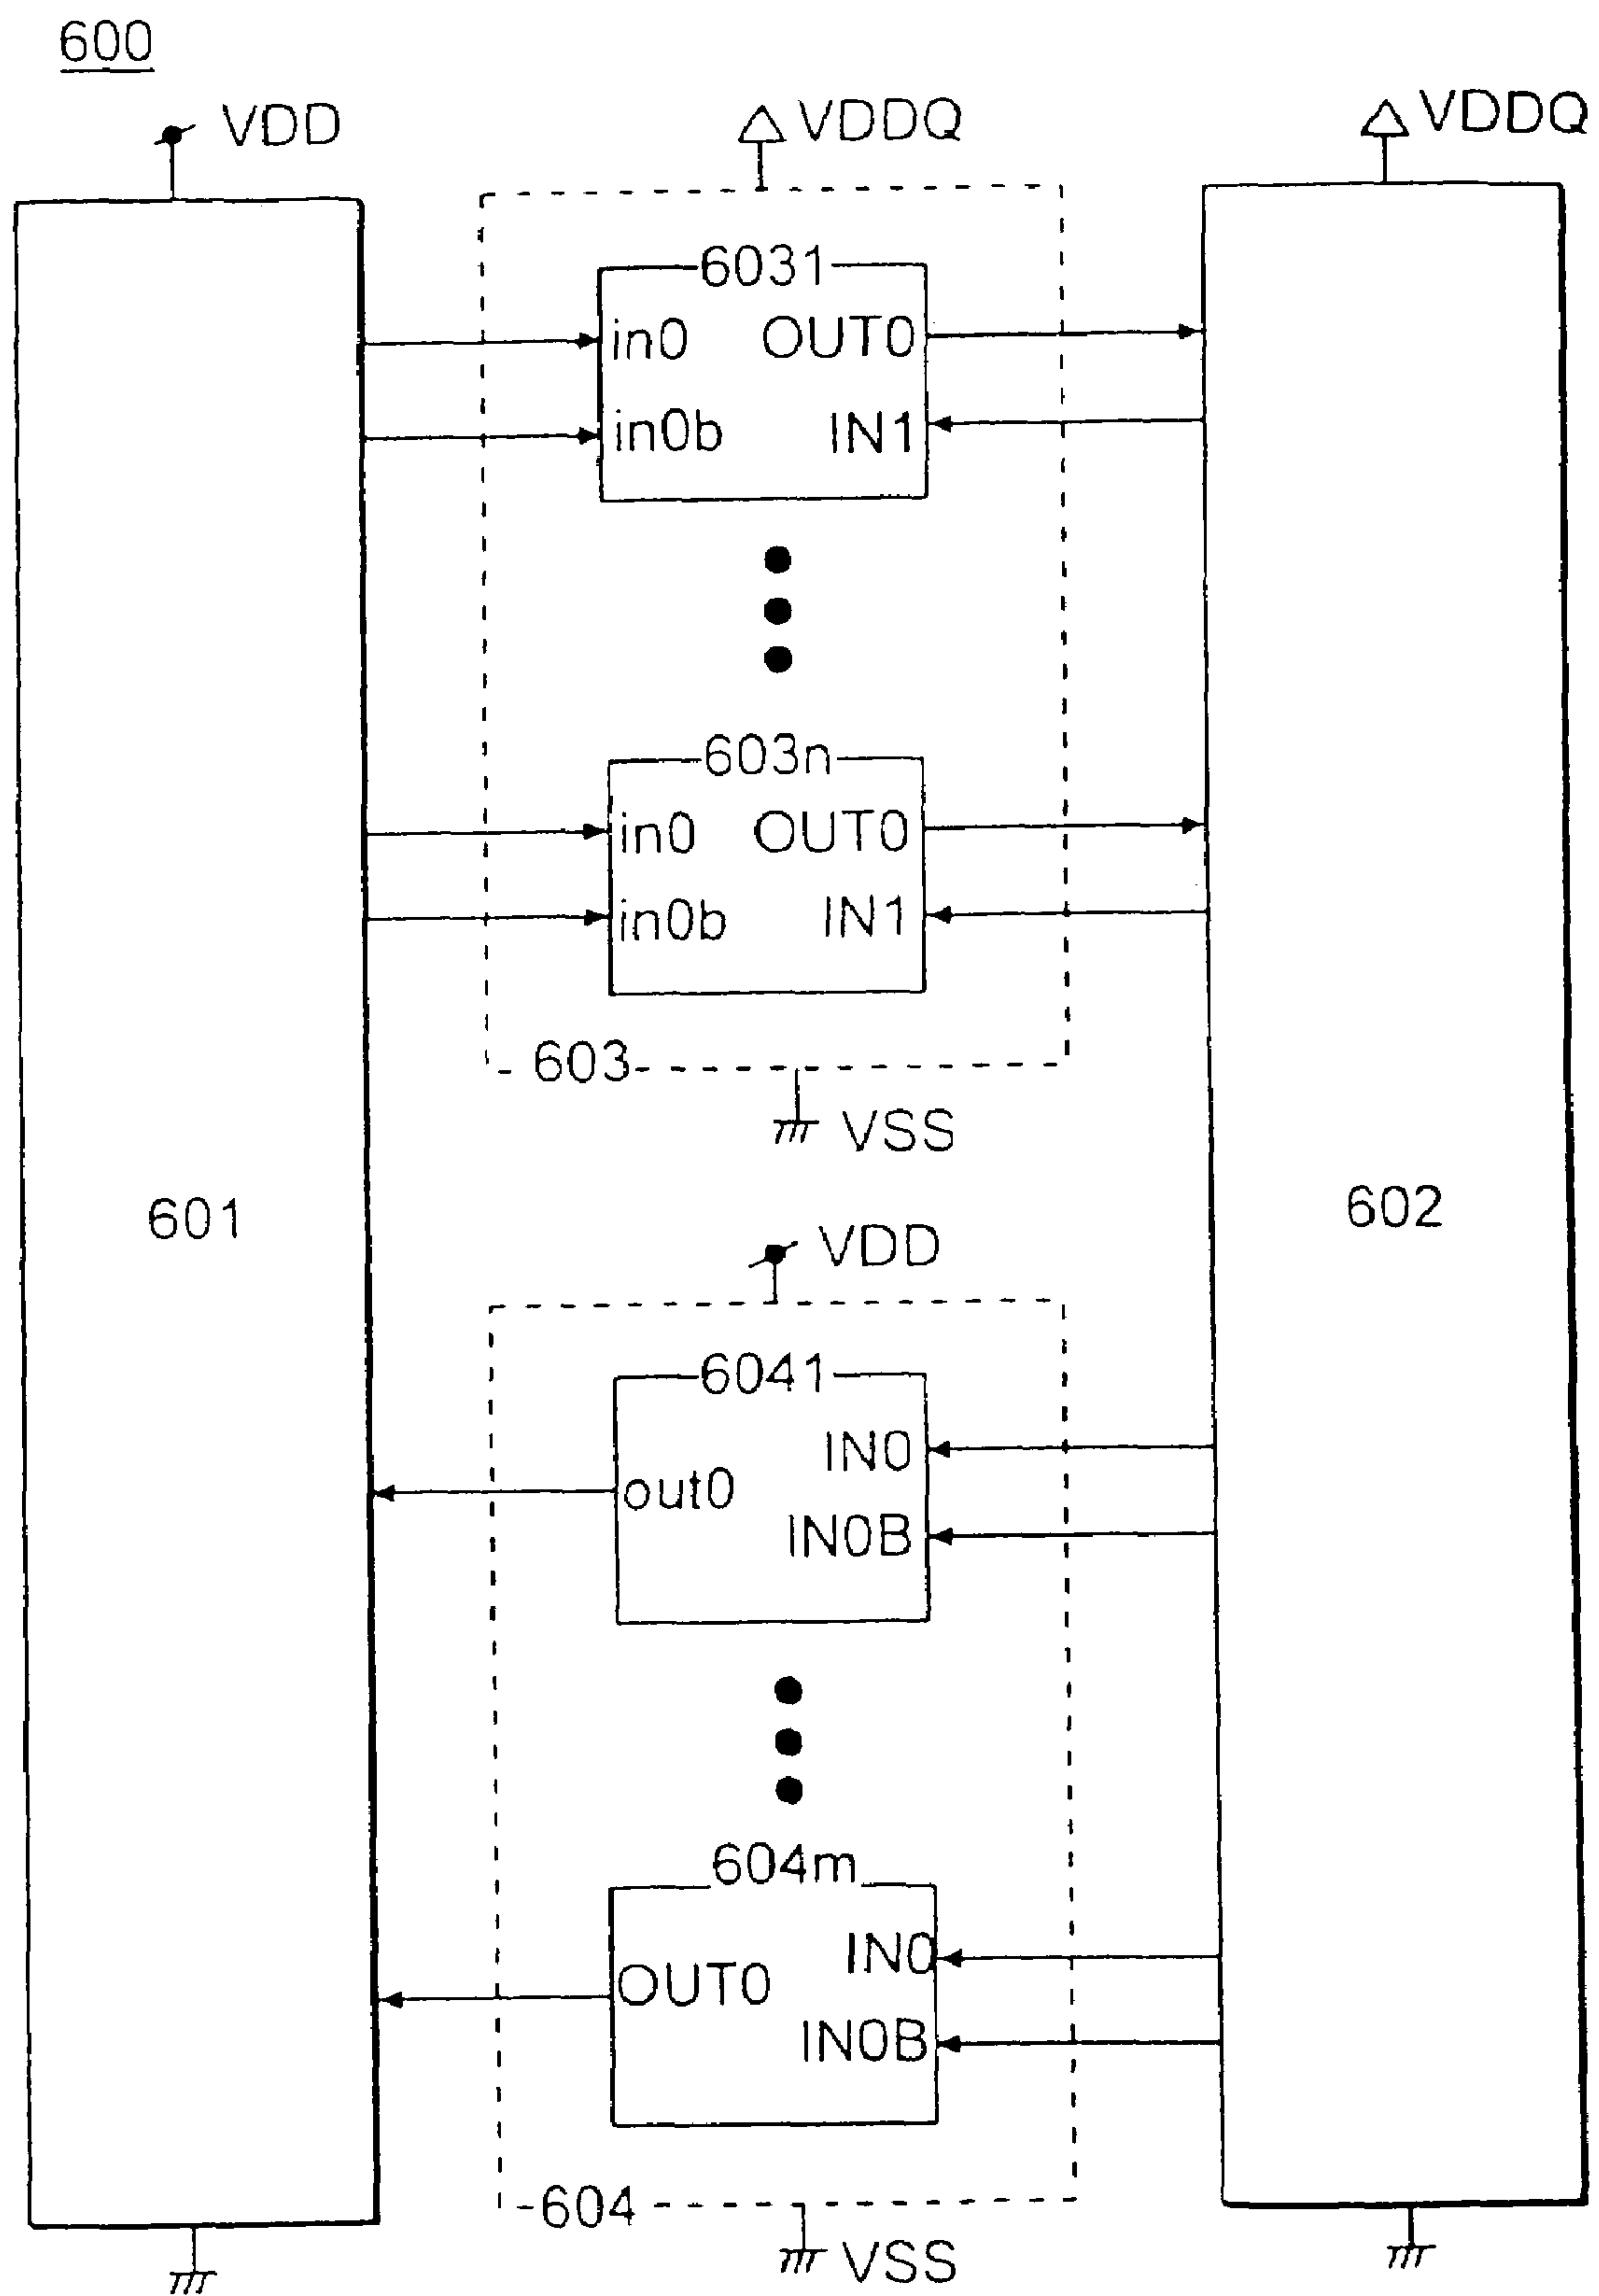 600
VDD
VDDQ
VDDQ
6031
in0 OUT0
in0b IN1
603n
in0 OUT0
in0b IN1
603
VSS
601
602
VDD
6041
IN0
out0
IN0B
604m
IN0
OUT0
IN0B
604
VSS